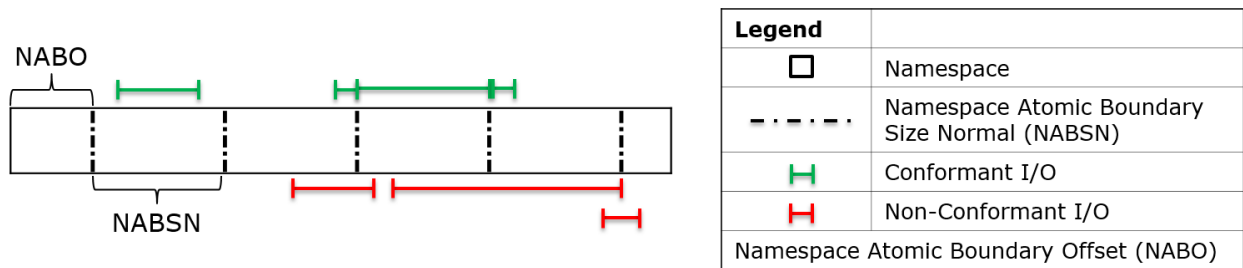 NABO
NABSN
Legend
Namespace
Namespace Atomic Boundary
Size Normal (NABSN)
Conformant I/O
Non-Conformant I/O
Namespace Atomic Boundary Offset (NABO)